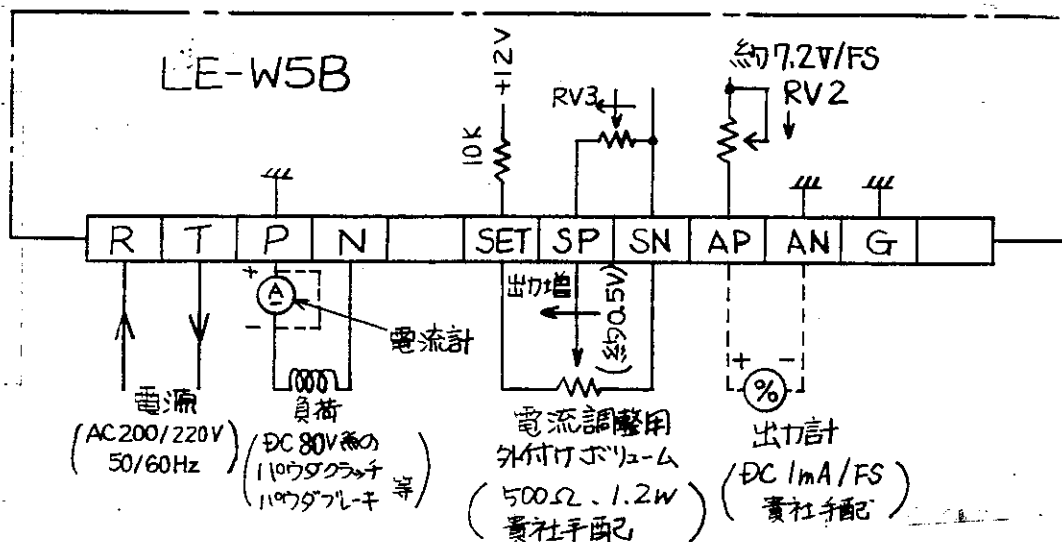 LE-W5B
+12V
10K
RV3
約7.2V/FS
RV2
R T P N SET SP SN AP AN G
+
A
-
電流計
出力増
(約0.5V)
+ -
%
電源
(AC200/220V
50/60Hz)
負荷
(DC80V系の
パウダクラッチ
パウダブレーキ 等)
電流調整用
外付けボリューム
(500Ω、1.2W
貴社手配)
出力計
(DC1mA/FS
貴社手配)